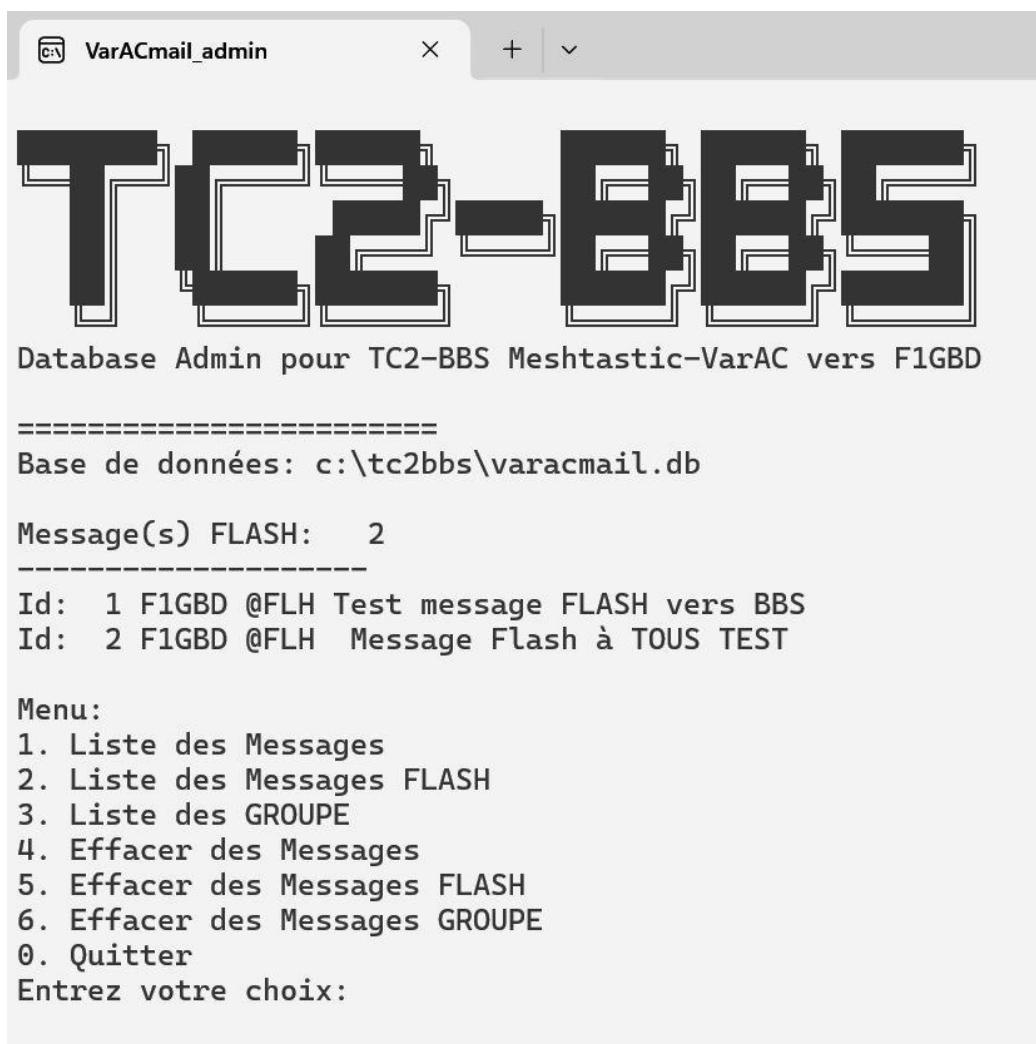 VarACmail_admin
TC2-BBS
Database Admin pour TC2-BBS Meshtastic-VarAC vers F1GBD
========================
Base de données: c:\tc2bbs\varacmail.db
Message(s) FLASH:   2
--------------------
Id:  1 F1GBD @FLH Test message FLASH vers BBS
Id:  2 F1GBD @FLH  Message Flash à TOUS TEST
Menu:
1. Liste des Messages
2. Liste des Messages FLASH
3. Liste des GROUPE
4. Effacer des Messages
5. Effacer des Messages FLASH
6. Effacer des Messages GROUPE
0. Quitter
Entrez votre choix: